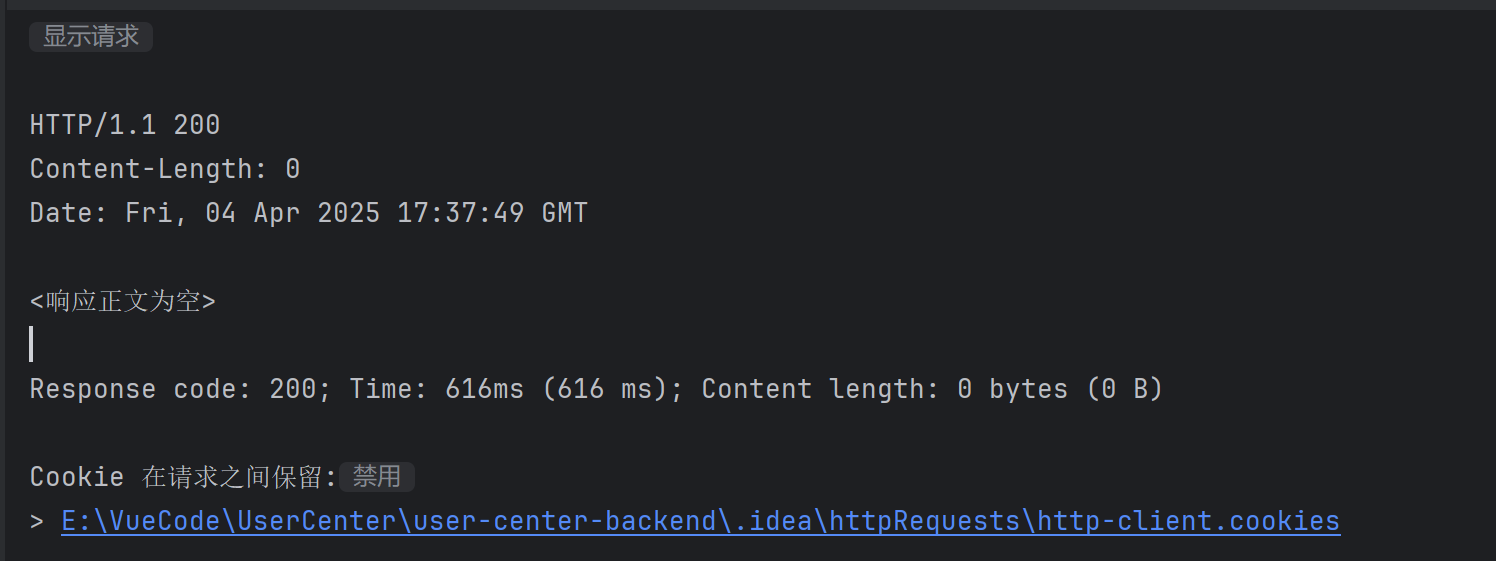 显示请求
HTTP/1.1 200
Content-Length: 0
Date: Fri, 04 Apr 2025 17:37:49 GMT
<响应正文为空>
Response code: 200; Time: 616ms (616 ms); Content length: 0 bytes (0 B)
Cookie 在请求之间保留: 禁用
> E:\VueCode\UserCenter\user-center-backend\.idea\httpRequests\http-client.cookies